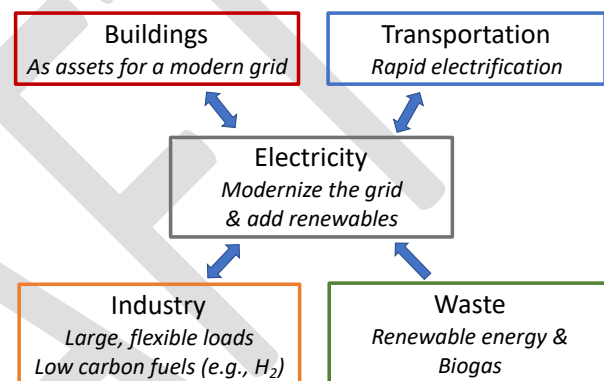 Buildings
As assets for a modern grid
Transportation
Rapid electrification
Electricity
Modernize the grid
& add renewables
Industry
Large, flexible loads
Low carbon fuels (e.g., H₂)
Waste
Renewable energy &
Biogas